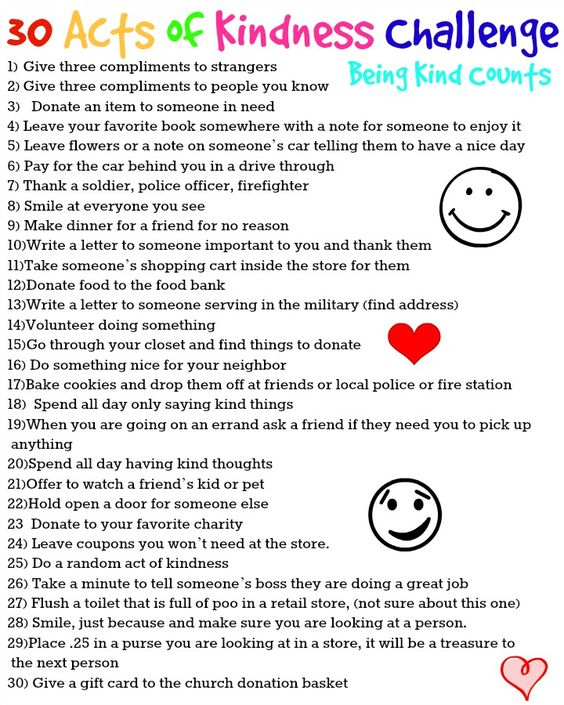 30 Acts of Kindness Challenge
Being Kind Counts
1) Give three compliments to strangers
2) Give three compliments to people you know
3) Donate an item to someone in need
4) Leave your favorite book somewhere with a note for someone to enjoy it
5) Leave flowers or a note on someone's car telling them to have a nice day
6) Pay for the car behind you in a drive through
7) Thank a soldier, police officer, firefighter
8) Smile at everyone you see
9) Make dinner for a friend for no reason
10)Write a letter to someone important to you and thank them
11)Take someone's shopping cart inside the store for them
12)Donate food to the food bank
13)Write a letter to someone serving in the military (find address)
14)Volunteer doing something
15)Go through your closet and find things to donate
16) Do something nice for your neighbor
17)Bake cookies and drop them off at friends or local police or fire station
18) Spend all day only saying kind things
19)When you are going on an errand ask a friend if they need you to pick up
anything
20)Spend all day having kind thoughts
21)Offer to watch a friend's kid or pet
22)Hold open a door for someone else
23 Donate to your favorite charity
24) Leave coupons you won't need at the store.
25) Do a random act of kindness
26) Take a minute to tell someone's boss they are doing a great job
27) Flush a toilet that is full of poo in a retail store, (not sure about this one)
28) Smile, just because and make sure you are looking at a person.
29)Place .25 in a purse you are looking at in a store, it will be a treasure to
the next person
30) Give a gift card to the church donation basket